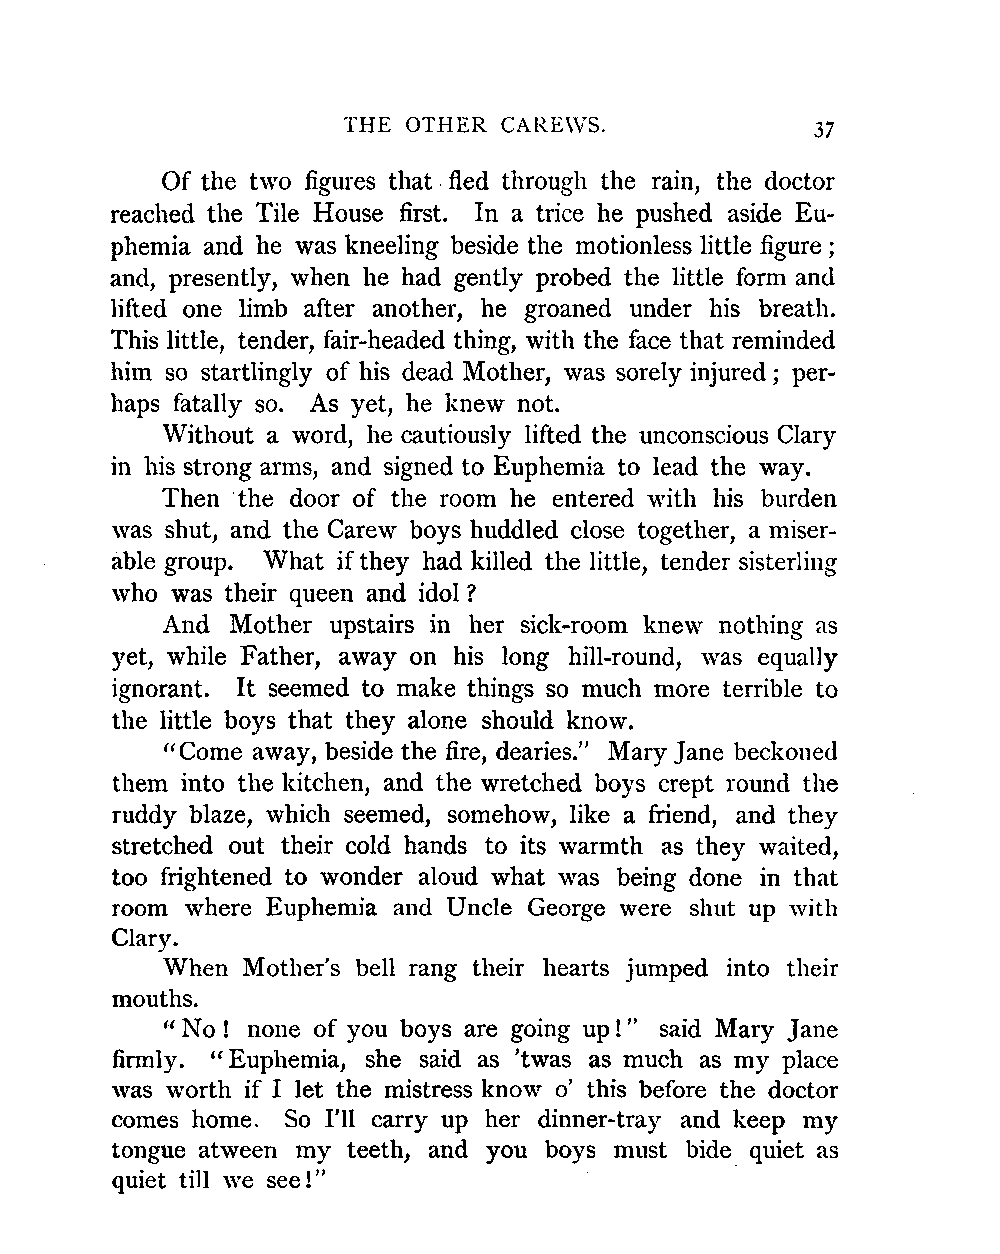 THE OTHER CAREWS. 37
Of the two figures that fled through the rain, the doctor
reached the Tile House first. In a trice he pushed aside Eu-
phemia and he was kneeling beside the motionless little figure;
and, presently, when he had gently probed the little form and
lifted one limb after another, he groaned under his breath.
This little, tender, fair-headed thing, with the face that reminded
him so startlingly of his dead Mother, was sorely injured; per-
haps fatally so. As yet, he knew not.
Without a word, he cautiously lifted the unconscious Clary
in his strong arms, and signed to Euphemia to lead the way.
Then the door of the room he entered with his burden
was shut, and the Carew boys huddled close together, a miser-
able group. What if they had killed the little, tender sisterling
who was their queen and idol?
And Mother upstairs in her sick-room knew nothing as
yet, while Father, away on his long hill-round, was equally
ignorant. It seemed to make things so much more terrible to
the little boys that they alone should know.
"Come away, beside the fire, dearies." Mary Jane beckoned
them into the kitchen, and the wretched boys crept round the
ruddy blaze, which seemed, somehow, like a friend, and they
stretched out their cold hands to its warmth as they waited,
too frightened to wonder aloud what was being done in that
room where Euphemia and Uncle George were shut up with
Clary.
When Mother's bell rang their hearts jumped into their
mouths.
"No! none of you boys are going up!" said Mary Jane
firmly. "Euphemia, she said as 'twas as much as my place
was worth if I let the mistress know o' this before the doctor
comes home. So I'll carry up her dinner-tray and keep my
tongue atween my teeth, and you boys must bide quiet as
quiet till we see!"